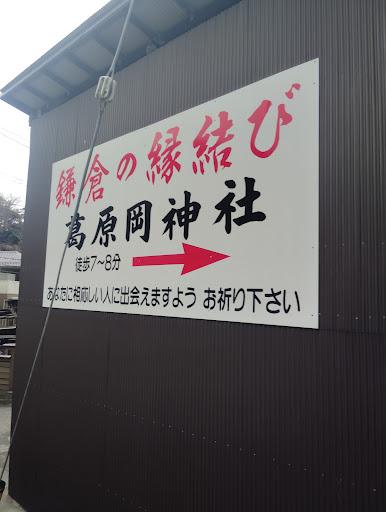 鎌倉の縁結び
葛原岡神社
徒歩7～8分
あなたに相応しい人に出会えますよう お祈り下さい